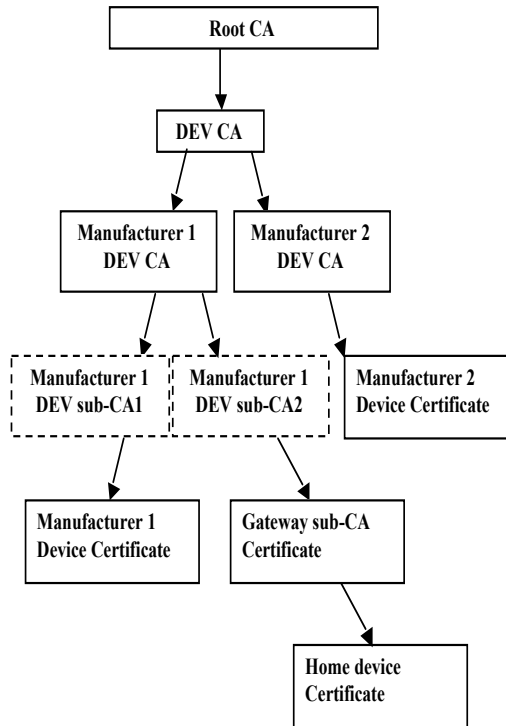 Root CA
DEV CA
Manufacturer 1
DEV CA
Manufacturer 2
DEV CA
Manufacturer 1
DEV sub-CA1
Manufacturer 1
DEV sub-CA2
Manufacturer 2
Device Certificate
Manufacturer 1
Device Certificate
Gateway sub-CA
Certificate
Home device
Certificate